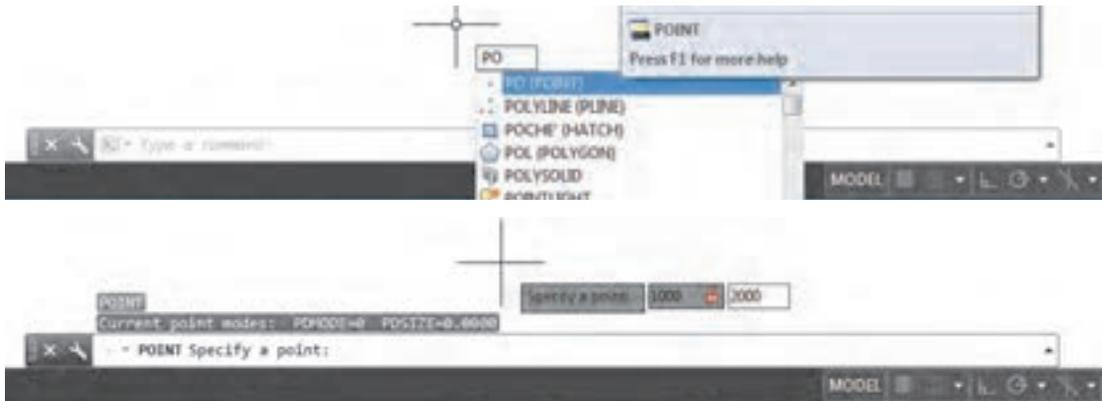 POINT
PO
Press F1 for more help
PO (POINT)
POLYLINE (PLINE)
POCHE' (HATCH)
Type a command
POL (POLYGON)
POLYSOLID
MODEL
POINTLIGHT
Specify a point: 1000 2000
POINT
Current point modes: PDMODE=0 PDSIZE=0.0000
POINT Specify a point:
MODEL